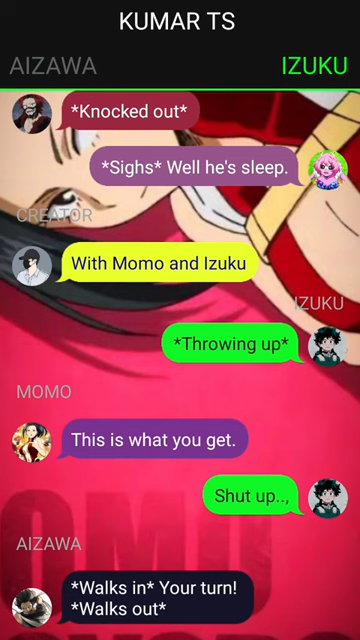 KUMAR TS
AIZAWA
IZUKU
*Knocked out*
*Sighs* Well he's sleep.
CREATOR
With Momo and Izuku
IZUKU
*Throwing up*
MOMO
This is what you get.
Shut up..,
AIZAWA
*Walks in* Your turn!
*Walks out*